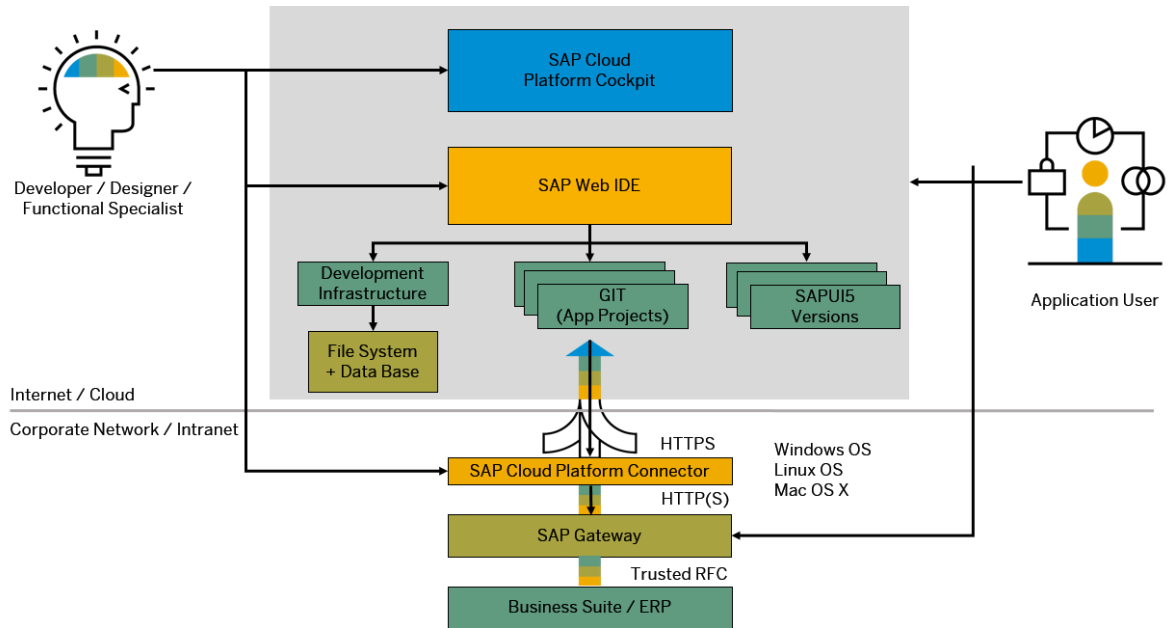 SAP Cloud
Platform Cockpit
Developer / Designer /
Functional Specialist
SAP Web IDE
Development
Infrastructure
GIT
(App Projects)
SAPUI5
Versions
Application User
File System
+ Data Base
Internet / Cloud
Corporate Network / Intranet
HTTPS
Windows OS
Linux OS
Mac OS X
SAP Cloud Platform Connector
HTTP(S)
SAP Gateway
Trusted RFC
Business Suite / ERP